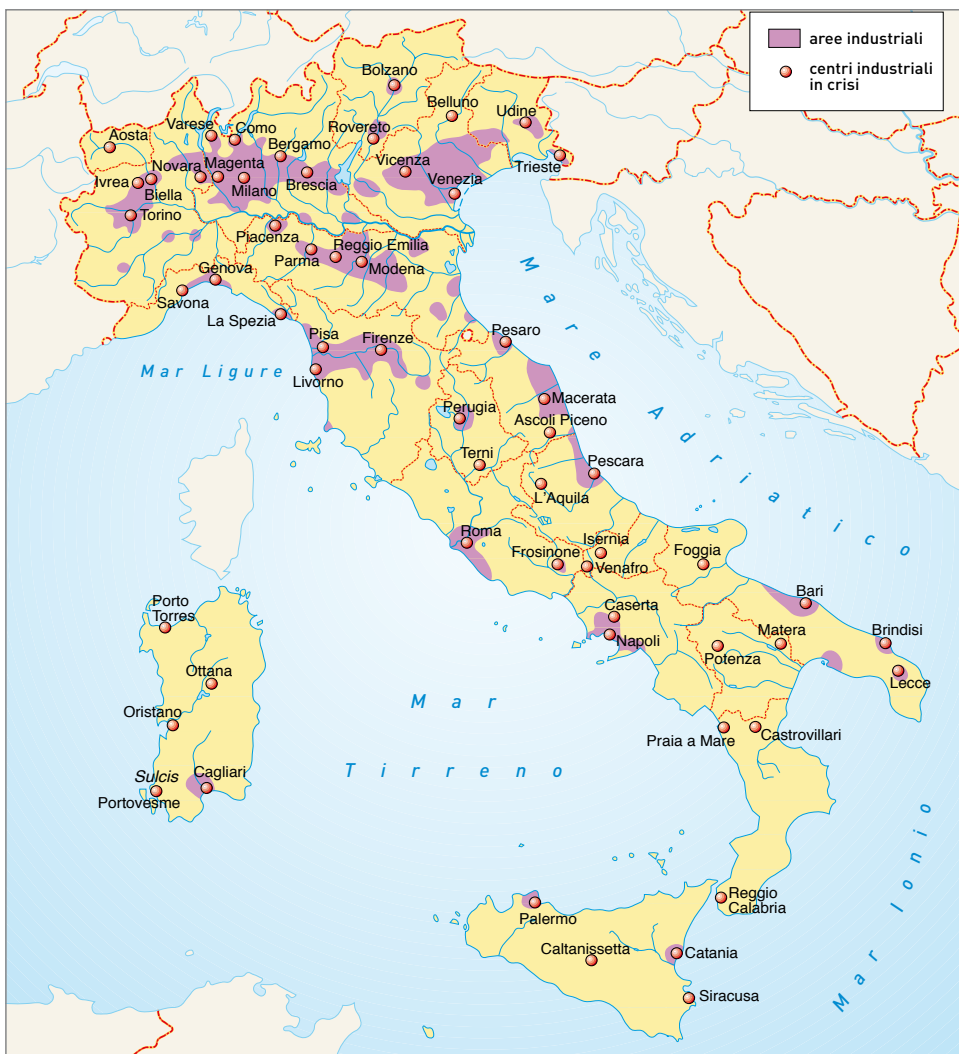 aree industriali
centri industriali
in crisi
Bolzano
Belluno
Udine
Varese
Como
Rovereto
Aosta
Bergamo
Vicenza
Trieste
Novara
Magenta
Ivrea
Biella
Milano
Brescia
Venezia
Torino
Piacenza
Reggio Emilia
Parma
Modena
Genova
Savona
La Spezia
Pisa
Firenze
Pesaro
Mar Ligure
Livorno
Mare Adriatico
Macerata
Perugia
Ascoli Piceno
Terni
Pescara
L'Aquila
Roma
Isernia
Frosinone
Venafro
Foggia
Porto
Torres
Caserta
Bari
Napoli
Matera
Brindisi
Potenza
Ottana
Lecce
Mar
Tirreno
Oristano
Praia a Mare
Castrovillari
Sulcis
Portovesme
Cagliari
Mar Ionio
Reggio
Calabria
Palermo
Caltanissetta
Catania
Siracusa